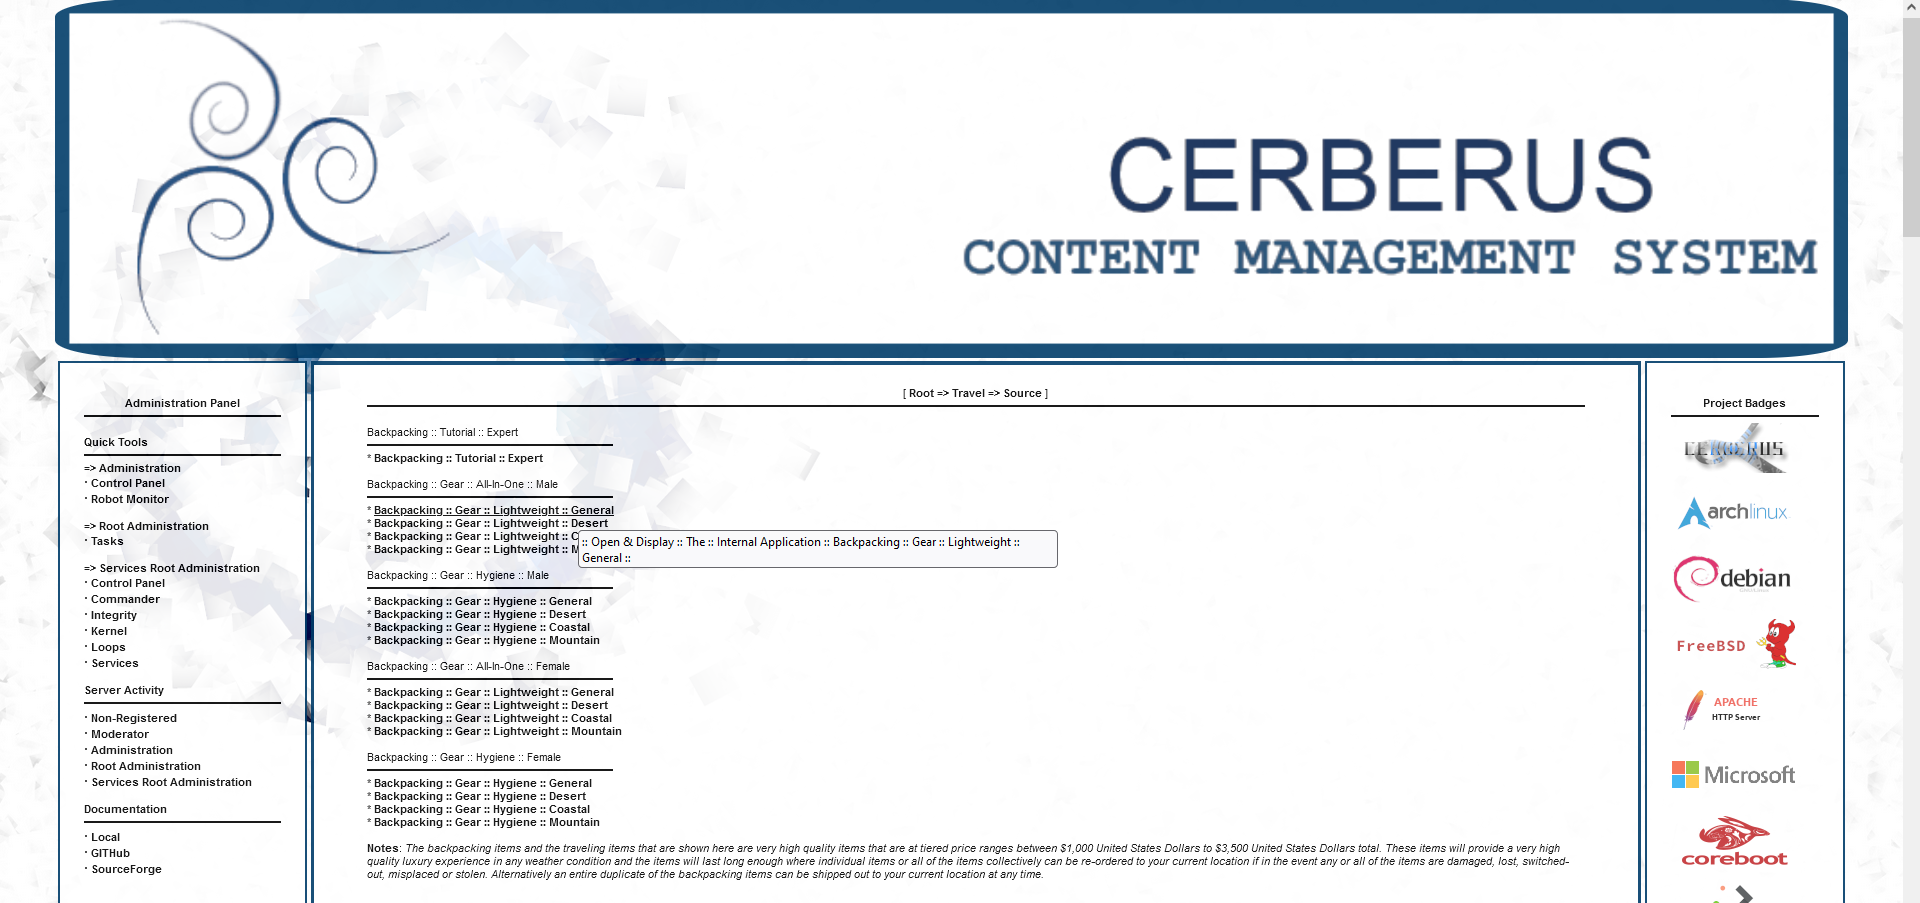 CERBERUS
CONTENT MANAGEMENT SYSTEM
Administration Panel
Quick Tools
=> Administration
· Control Panel
· Robot Monitor
=> Root Administration
· Tasks
=> Services Root Administration
· Control Panel
· Commander
· Integrity
· Kernel
· Loops
· Services
Server Activity
· Non-Registered
· Moderator
· Administration
· Root Administration
· Services Root Administration
Documentation
· Local
· GITHub
· SourceForge
[ Root => Travel => Source ]
Backpacking :: Tutorial :: Expert
* Backpacking :: Tutorial :: Expert
Backpacking :: Gear :: All-In-One :: Male
* Backpacking :: Gear :: Lightweight :: General
* Backpacking :: Gear :: Lightweight :: Desert
* Backpacking :: Gear :: Lightweight :: C
* Backpacking :: Gear :: Lightweight :: M
:: Open & Display :: The :: Internal Application :: Backpacking :: Gear :: Lightweight ::
General ::
Backpacking :: Gear :: Hygiene :: Male
* Backpacking :: Gear :: Hygiene :: General
* Backpacking :: Gear :: Hygiene :: Desert
* Backpacking :: Gear :: Hygiene :: Coastal
* Backpacking :: Gear :: Hygiene :: Mountain
Backpacking :: Gear :: All-In-One :: Female
* Backpacking :: Gear :: Lightweight :: General
* Backpacking :: Gear :: Lightweight :: Desert
* Backpacking :: Gear :: Lightweight :: Coastal
* Backpacking :: Gear :: Lightweight :: Mountain
Backpacking :: Gear :: Hygiene :: Female
* Backpacking :: Gear :: Hygiene :: General
* Backpacking :: Gear :: Hygiene :: Desert
* Backpacking :: Gear :: Hygiene :: Coastal
* Backpacking :: Gear :: Hygiene :: Mountain
Notes: The backpacking items and the traveling items that are shown here are very high quality items that are at tiered price ranges between $1,000 United States Dollars to $3,500 United States Dollars total. These items will provide a very high
quality luxury experience in any weather condition and the items will last long enough where individual items or all of the items collectively can be re-ordered to your current location if in the event any or all of the items are damaged, lost, switched-
out, misplaced or stolen. Alternatively an entire duplicate of the backpacking items can be shipped out to your current location at any time.
Project Badges
CERBERUS
archlinux
debian
FreeBSD
APACHE
HTTP Server
Microsoft
coreboot